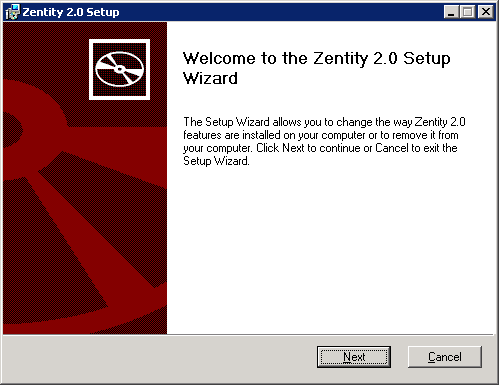 Zentity 2.0 Setup
Welcome to the Zentity 2.0 Setup
Wizard
The Setup Wizard allows you to change the way Zentity 2.0
features are installed on your computer or to remove it from
your computer. Click Next to continue or Cancel to exit the
Setup Wizard.
Next
Cancel